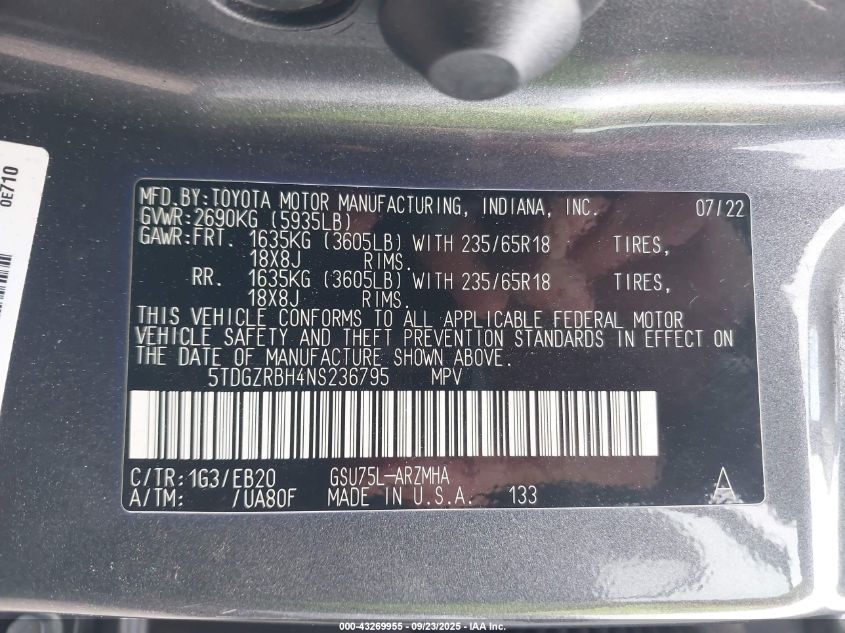 0E710
MFD.BY:TOYOTA MOTOR MANUFACTURING, INDIANA, INC. 07/22
GVWR:2690KG (5935LB)
GAWR:FRT. 1635KG (3605LB) WITH 235/65R18 TIRES,
18X8J RIMS.
RR. 1635KG (3605LB) WITH 235/65R18 TIRES,
18X8J RIMS.
THIS VEHICLE CONFORMS TO ALL APPLICABLE FEDERAL MOTOR
VEHICLE SAFETY AND THEFT PREVENTION STANDARDS IN EFFECT ON
THE DATE OF MANUFACTURE SHOWN ABOVE.
5TDGZRBH4NS236795 MPV
C/TR:1G3/EB20 GSU75L-ARZMHA
A/TM: /UA80F MADE IN U.S.A. 133 A
000-43269955 - 09/23/2025 - IAA Inc.